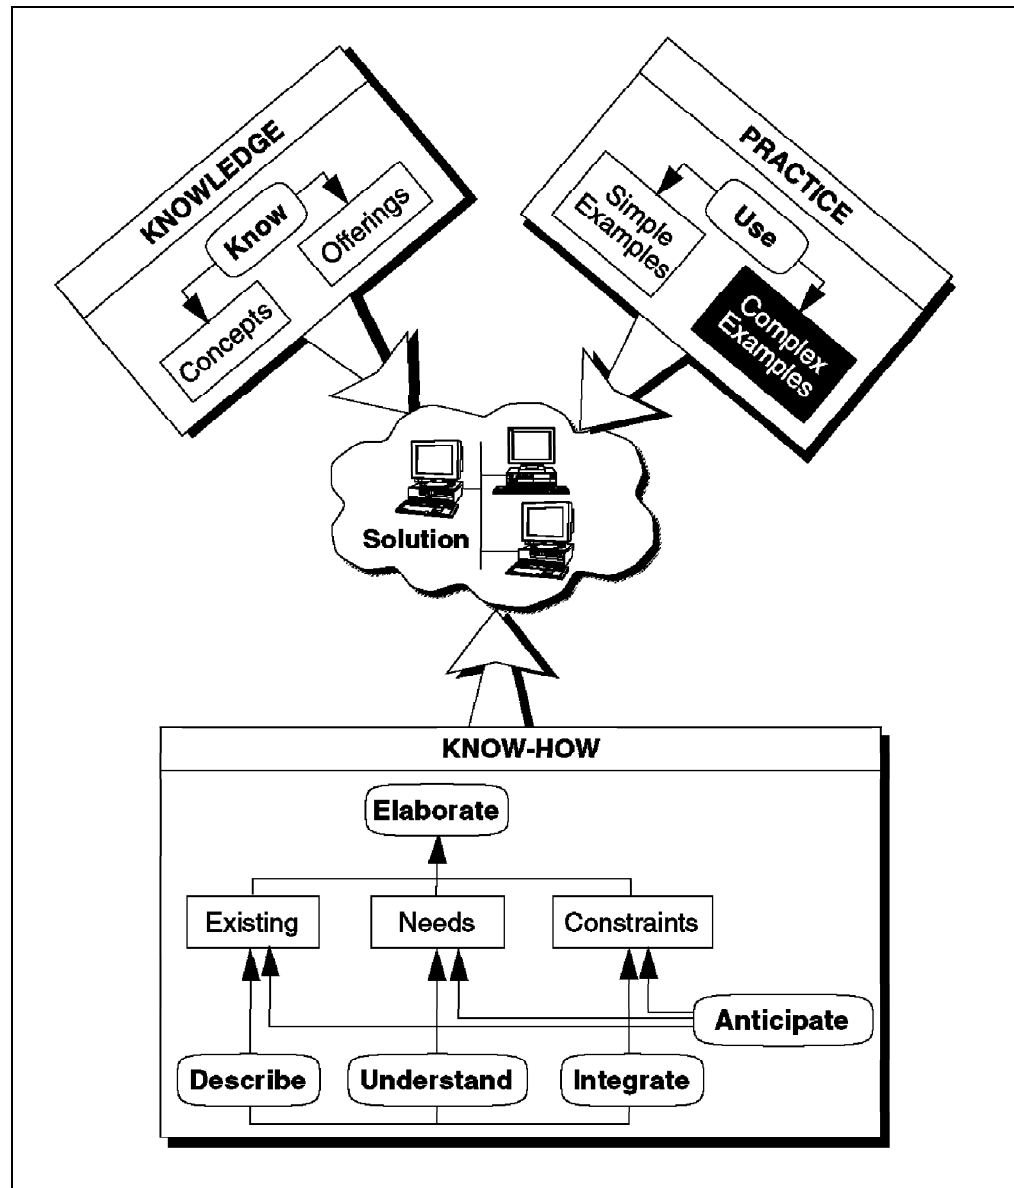 KNOWLEDGE
Know
Offerings
Concepts
PRACTICE
Simple
Examples
Use
Complex
Examples
Solution
KNOW-HOW
Elaborate
Existing
Needs
Constraints
Anticipate
Describe
Understand
Integrate